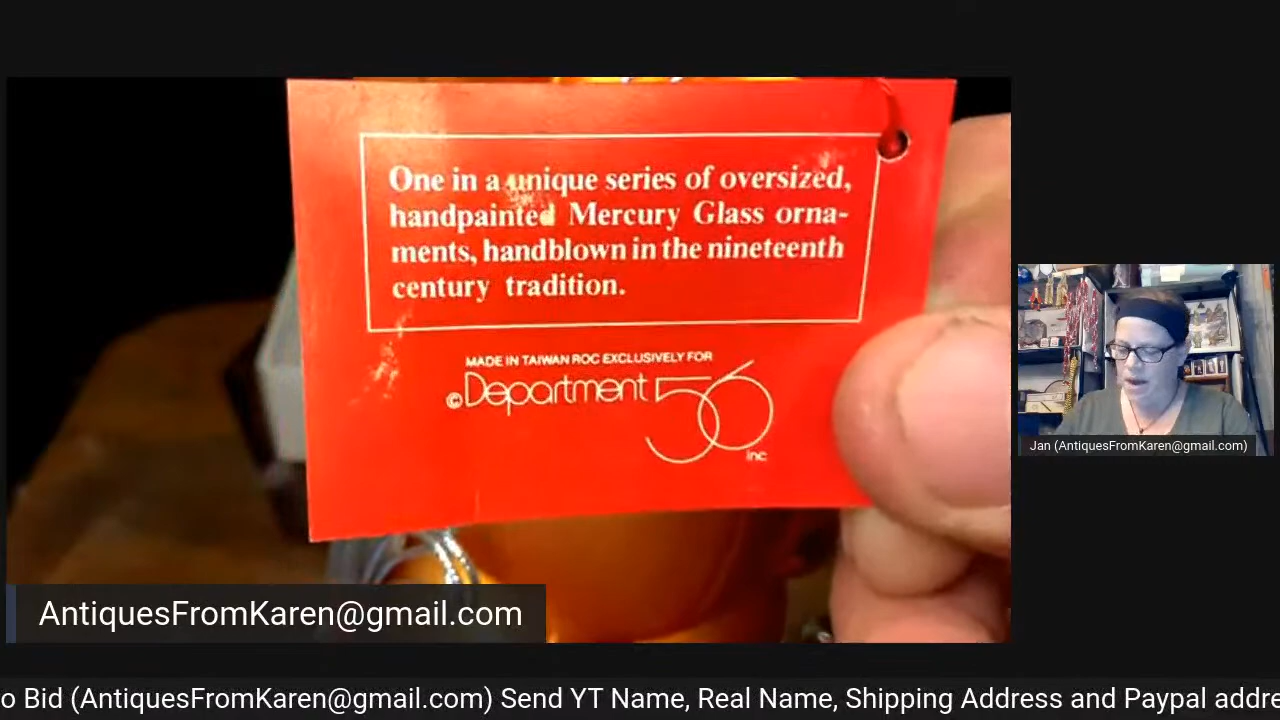 One in a unique series of oversized,
handpainted Mercury Glass orna-
ments, handblown in the nineteenth
century tradition.
MADE IN TAIWAN ROC EXCLUSIVELY FOR
©Department 56
inc
Jan (AntiquesFromKaren@gmail.com)
AntiquesFromKaren@gmail.com
o Bid (AntiquesFromKaren@gmail.com) Send YT Name, Real Name, Shipping Address and Paypal addre